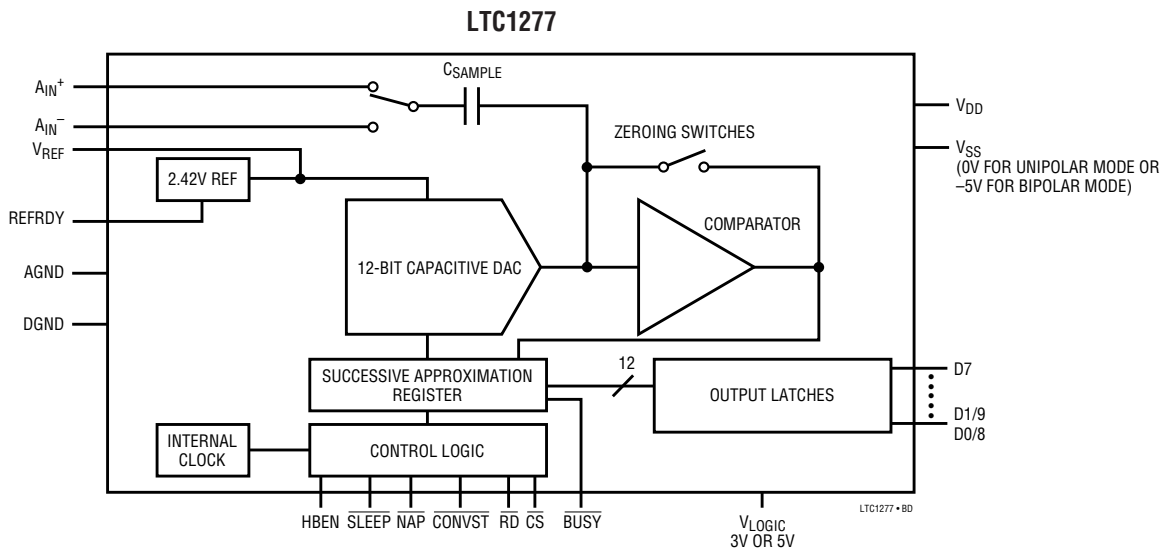 LTC1277
AIN+
CSAMPLE
AIN–
VREF
ZEROING SWITCHES
VDD
VSS
(0V FOR UNIPOLAR MODE OR
–5V FOR BIPOLAR MODE)
2.42V REF
REFRDY
COMPARATOR
AGND
12-BIT CAPACITIVE DAC
DGND
SUCCESSIVE APPROXIMATION
REGISTER
12
OUTPUT LATCHES
D7
D1/9
D0/8
INTERNAL
CLOCK
CONTROL LOGIC
HBEN
SLEEP
NAP
CONVST
RD
CS
BUSY
VLOGIC
3V OR 5V
LTC1277 • BD